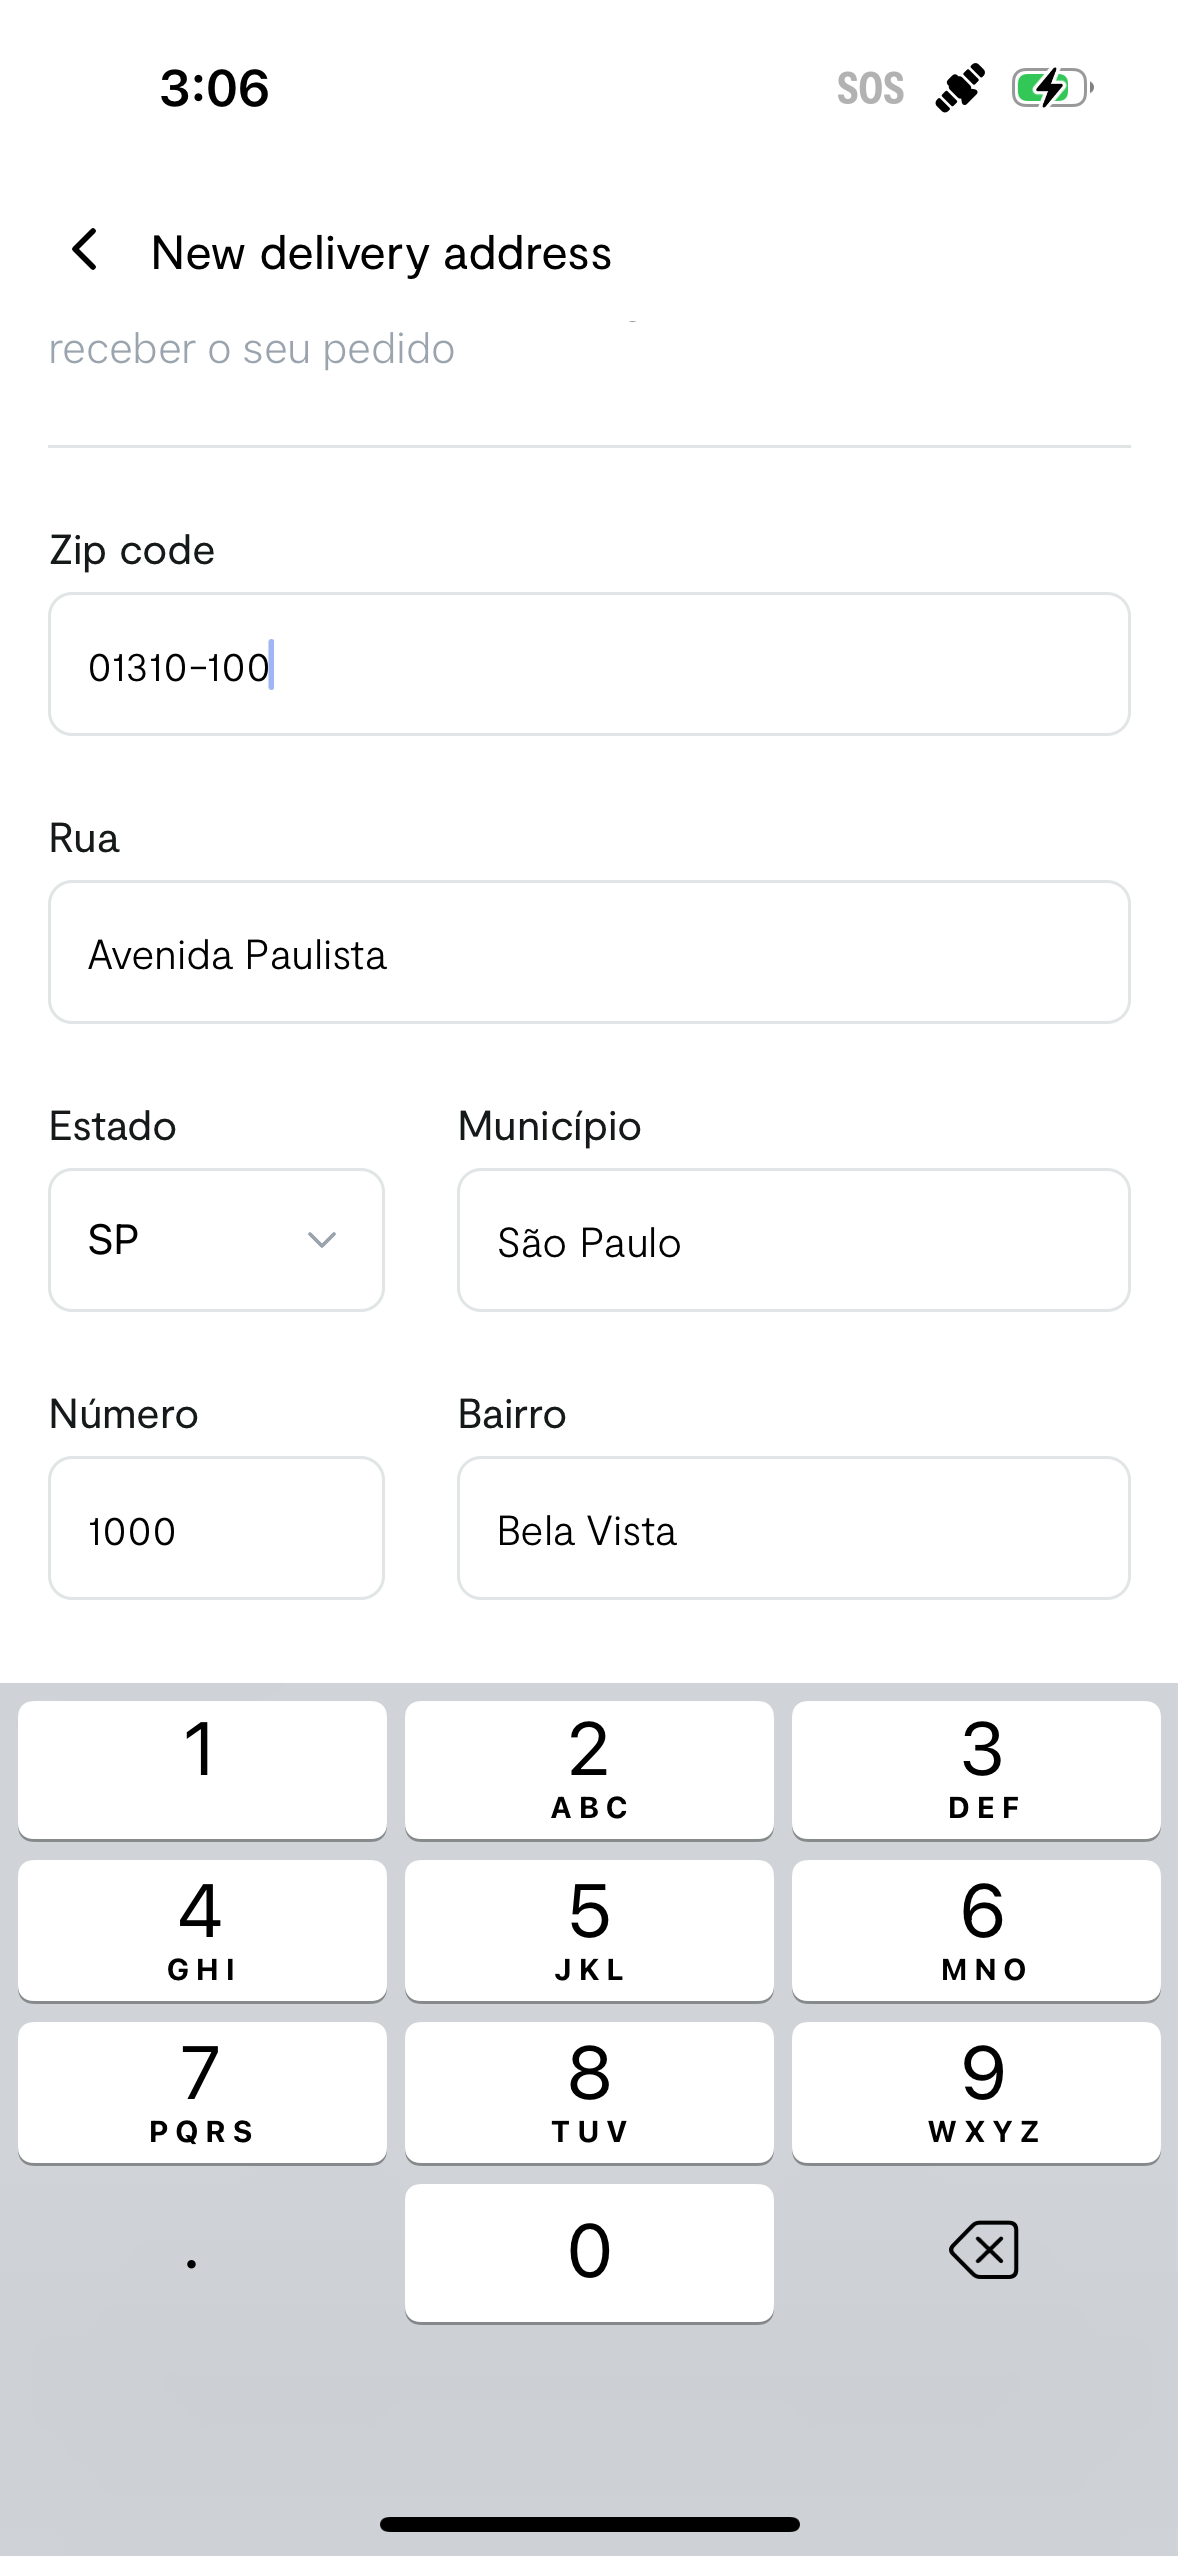 3:06
SOS
New delivery address
receber o seu pedido
Zip code
01310-100
Rua
Avenida Paulista
Estado
Município
SP
São Paulo
Número
Bairro
1000
Bela Vista
1
2
3
ABC
DEF
4
5
6
GHI
JKL
MNO
7
8
9
PQRS
TUV
WXYZ
.
0